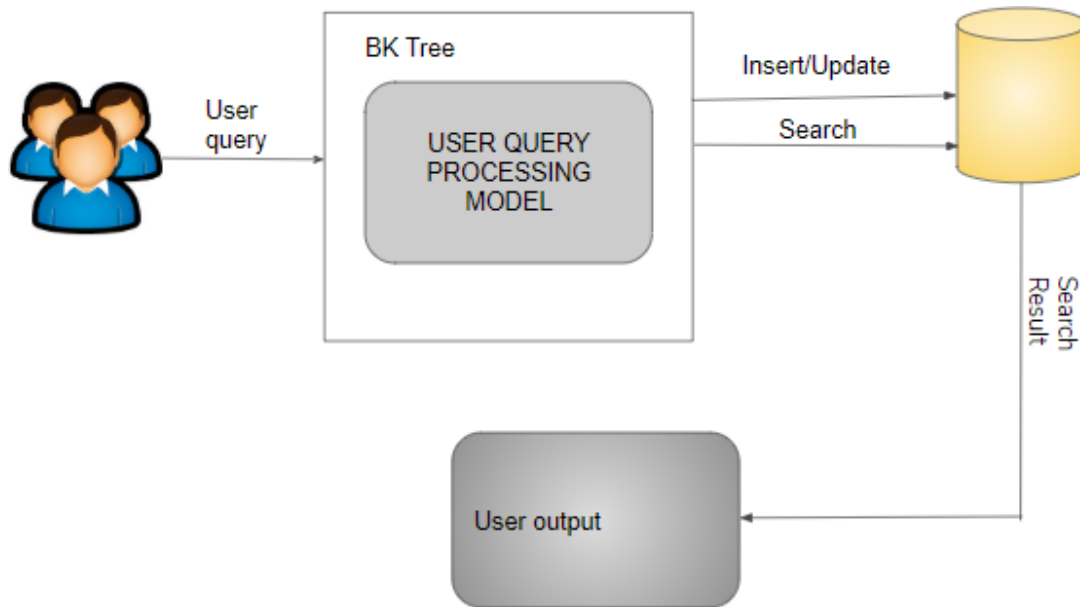 User
query
BK Tree
USER QUERY
PROCESSING
MODEL
Insert/Update
Search
Search
Result
User output